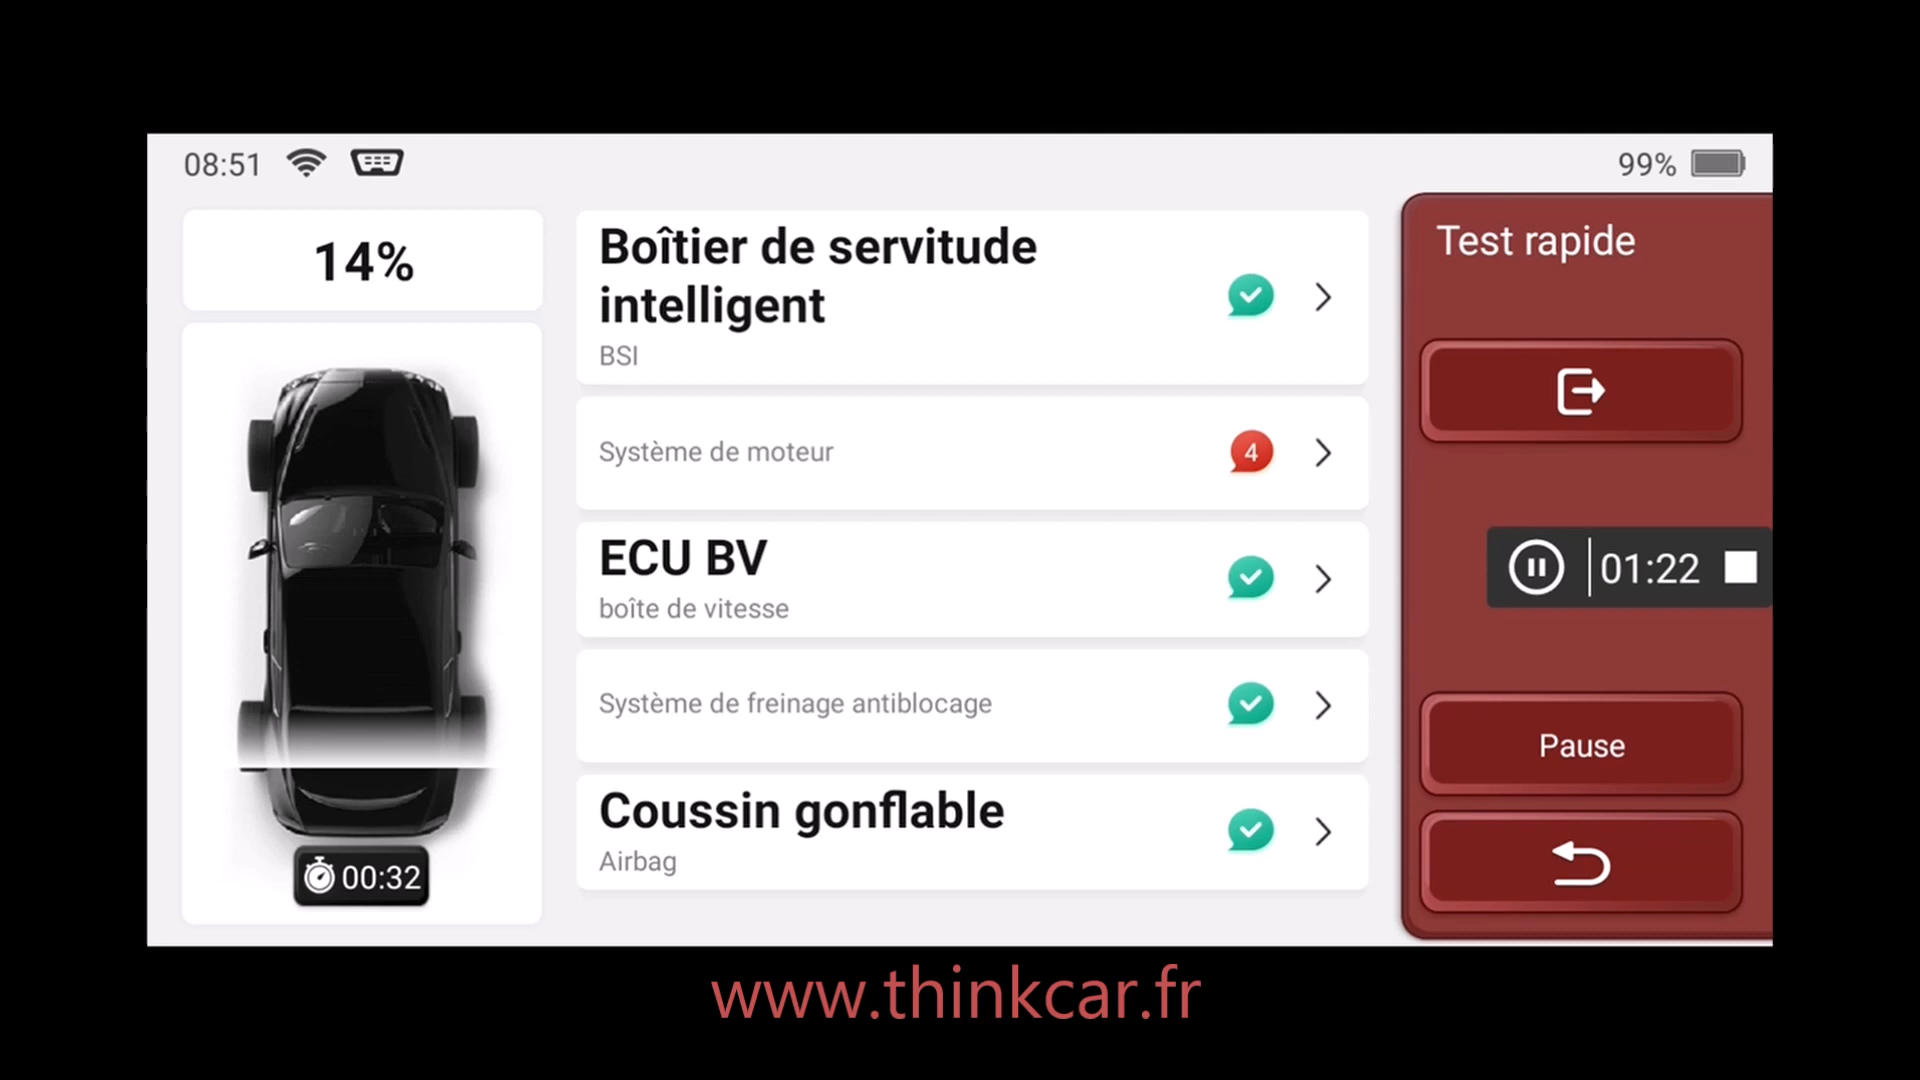 08:51
99%
14%
00:32
Boîtier de servitude
intelligent
BSI
Système de moteur
4
ECU BV
boîte de vitesse
Système de freinage antiblocage
Coussin gonflable
Airbag
Test rapide
01:22
Pause
www.thinkcar.fr